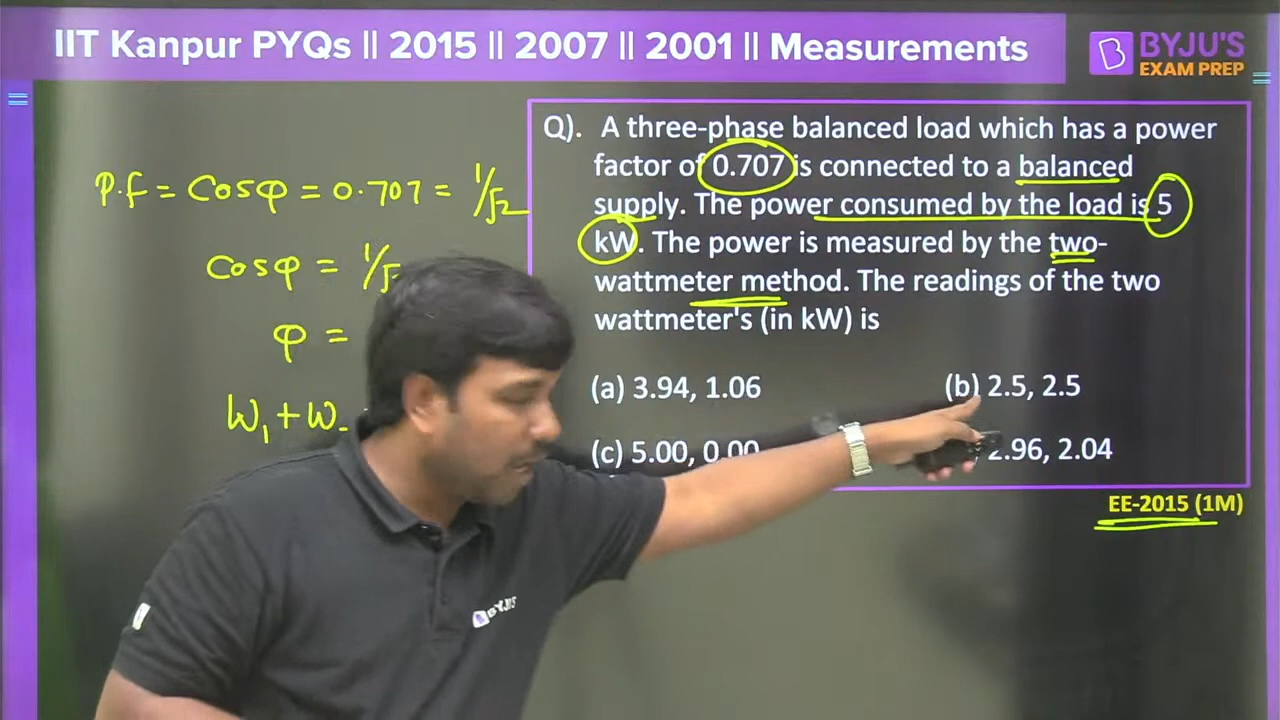 IIT Kanpur PYQs || 2015 || 2007 || 2001 || Measurements
BYJU'S
EXAM PREP
P.f = Cosφ = 0.707 = 1/√2
Cosφ = 1/√
φ =
W₁ + W
Q). A three-phase balanced load which has a power
factor of 0.707 is connected to a balanced
supply. The power consumed by the load is 5
kW. The power is measured by the two-
wattmeter method. The readings of the two
wattmeter's (in kW) is
(a) 3.94, 1.06 (b) 2.5, 2.5
(c) 5.00, 0.00 2.96, 2.04
EE-2015 (1M)
BYJU'S